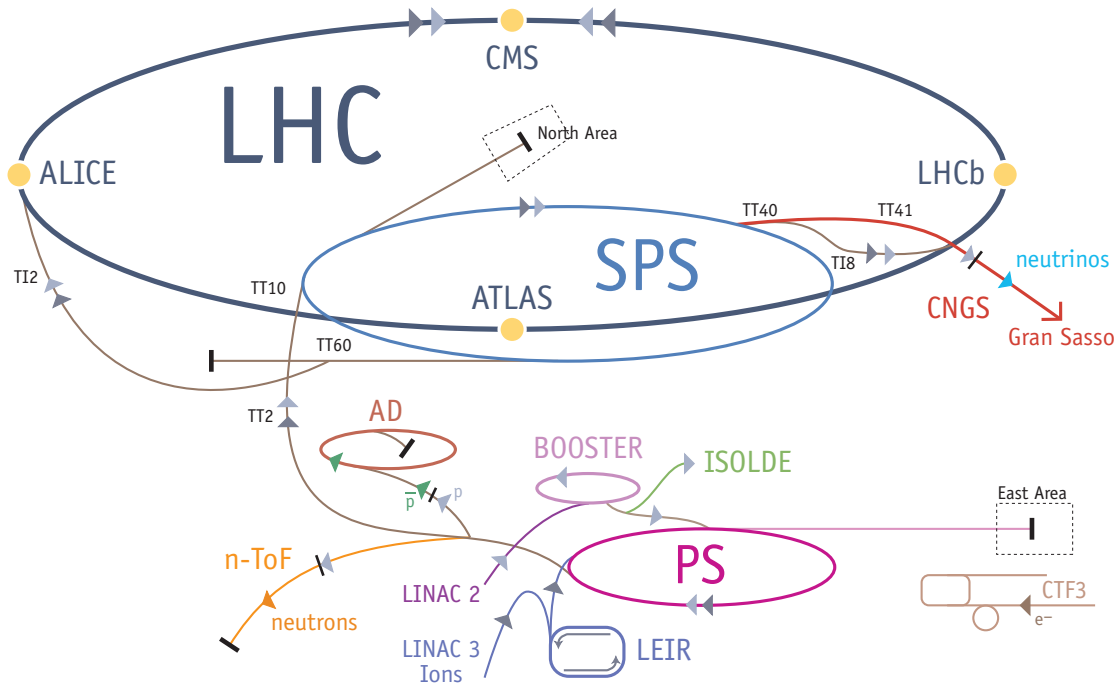 CMS
LHC
North Area
ALICE
LHCb
TT40
TT41
SPS
TI8
neutrinos
TI2
TT10
ATLAS
CNGS
Gran Sasso
TT60
TT2
AD
BOOSTER
ISOLDE
p̅
p
East Area
n-ToF
PS
LINAC 2
CTF3
neutrons
e⁻
LINAC 3
Ions
LEIR